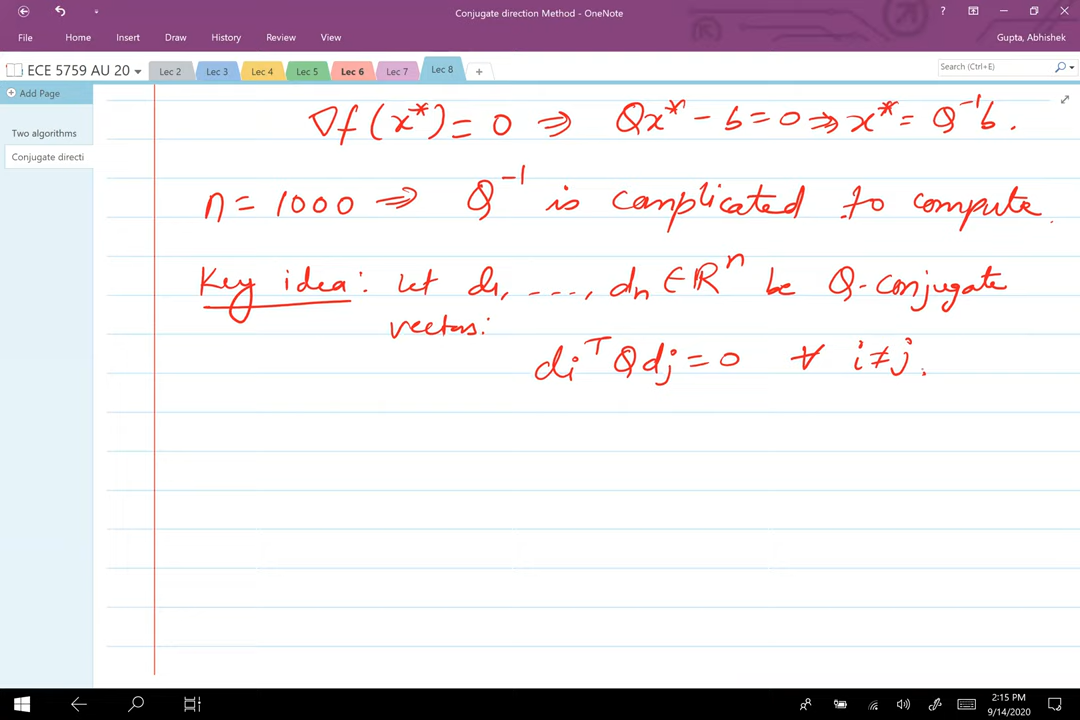 Conjugate direction Method - OneNote
?
File Home Insert Draw History Review View
Gupta, Abhishek
ECE 5759 AU 20
Lec 2 Lec 3 Lec 4 Lec 5 Lec 6 Lec 7 Lec 8 +
Search (Ctrl+E)
Add Page
Two algorithms
Conjugate directi
∇f(x*) = 0 ⇒ Qx* - b = 0 ⇒ x* = Q⁻¹b.
n = 1000 ⇒ Q⁻¹ is complicated to compute.
Key idea: Let d₁, ...., dₙ ∈ ℝⁿ be Q-conjugate
vectors:
dᵢᵀQdⱼ = 0 ∀ i ≠ j.
2:15 PM
9/14/2020